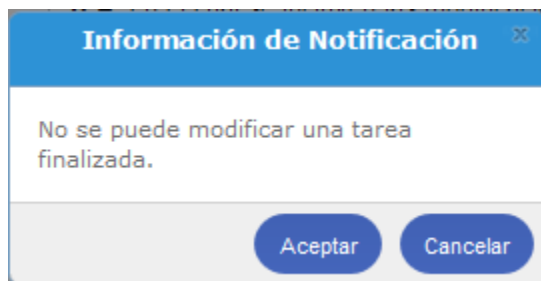 Información de Notificación
No se puede modificar una tarea
finalizada.
Aceptar
Cancelar